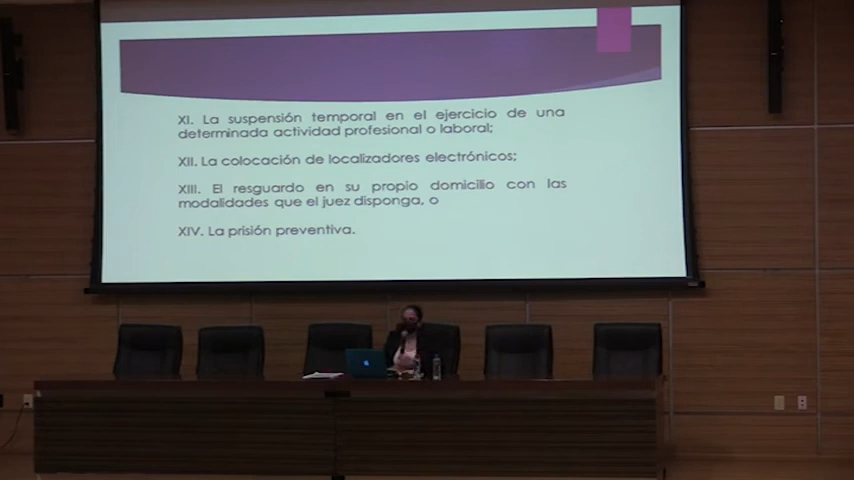 XI. La suspensión temporal en el ejercicio de una
determinada actividad profesional o laboral;
XII. La colocación de localizadores electrónicos;
XIII. El resguardo en su propio domicilio con las
modalidades que el juez disponga, o
XIV. La prisión preventiva.